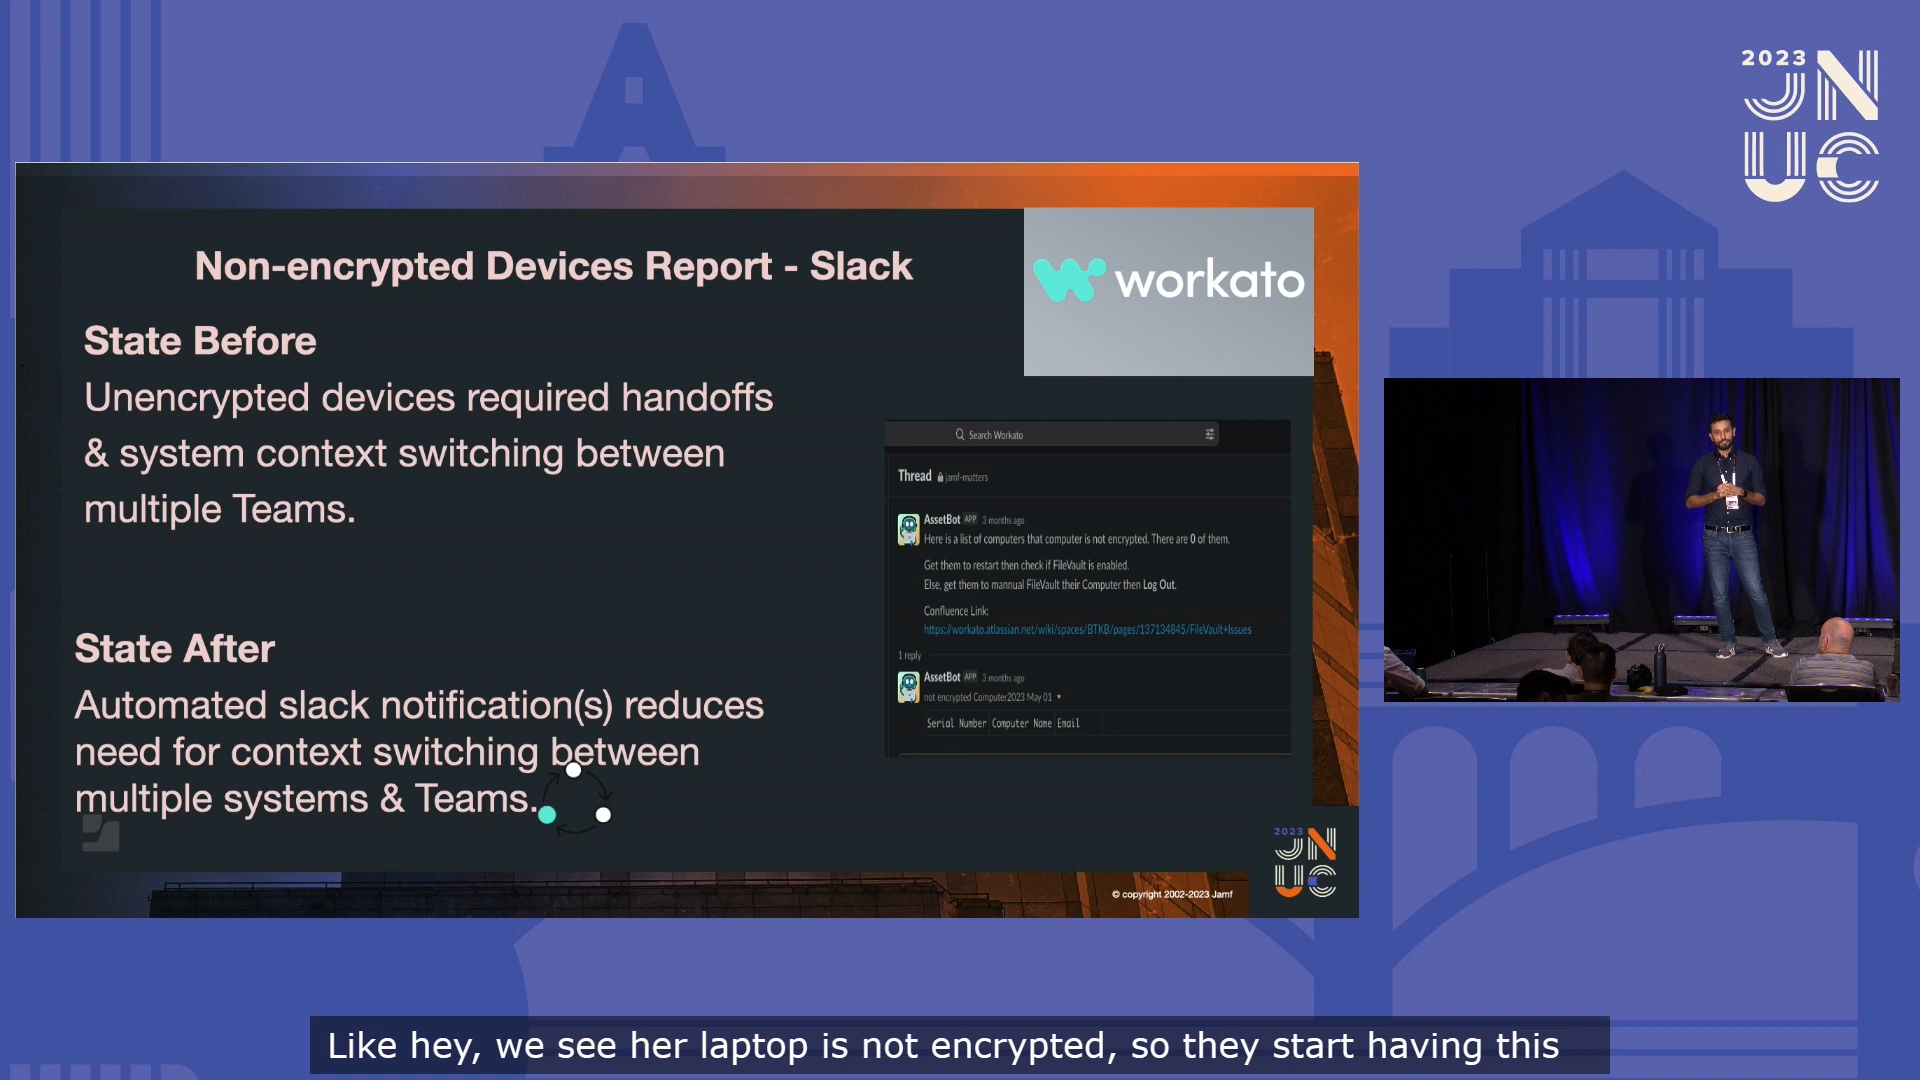 2023
JN
UC
Non-encrypted Devices Report - Slack
workato
State Before
Unencrypted devices required handoffs
& system context switching between
multiple Teams.
State After
Automated slack notification(s) reduces
need for context switching between
multiple systems & Teams.
Search Workato
Thread jamf-matters
AssetBot APP 3 months ago
Here is a list of computers that computer is not encrypted. There are 0 of them.
Get them to restart then check if FileVault is enabled.
Else, get them to mannual FileVault their Computer then Log Out.
Confluence Link:
https://workato.atlassian.net/wiki/spaces/BTKB/pages/137134845/FileVault+Issues
1 reply
AssetBot APP 3 months ago
not encrypted Computer2023 May 01
Serial Number Computer Name Email
2023
JN
UC
© copyright 2002-2023 Jamf
Like hey, we see her laptop is not encrypted, so they start having this